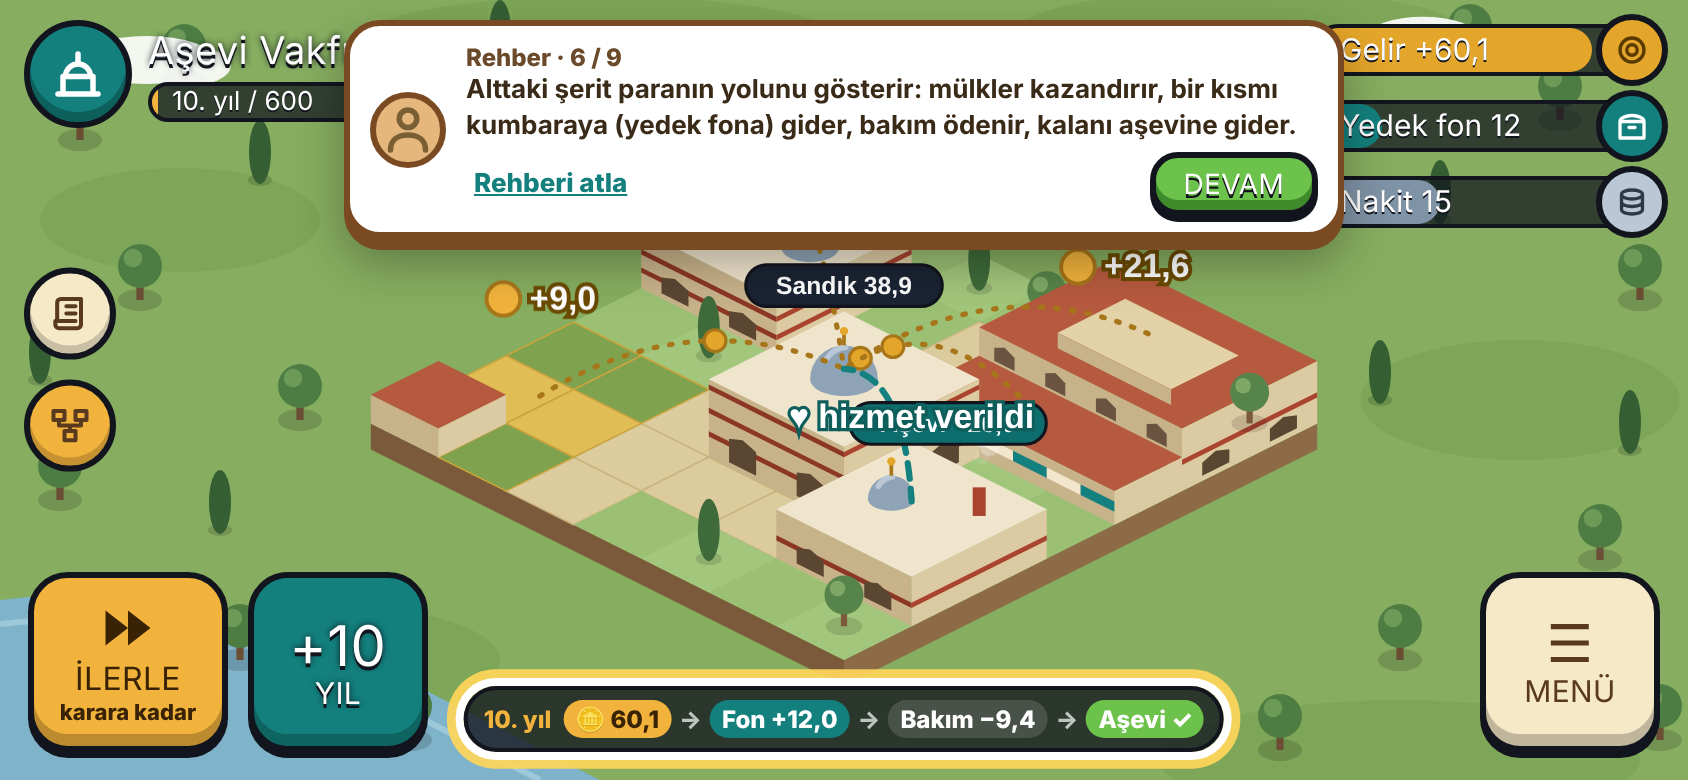 Aşevi Vakfı
10. yıl / 600
Rehber · 6 / 9
Alttaki şerit paranın yolunu gösterir: mülkler kazandırır, bir kısmı
kumbaraya (yedek fona) gider, bakım ödenir, kalanı aşevine gider.
Rehberi atla
DEVAM
Gelir +60,1
Yedek fon 12
Nakit 15
+9,0
Sandık 38,9
+21,6
♥ hizmet verildi
İLERLE
karara kadar
+10
YIL
10. yıl 60,1 → Fon +12,0 → Bakım −9,4 → Aşevi ✓
MENÜ